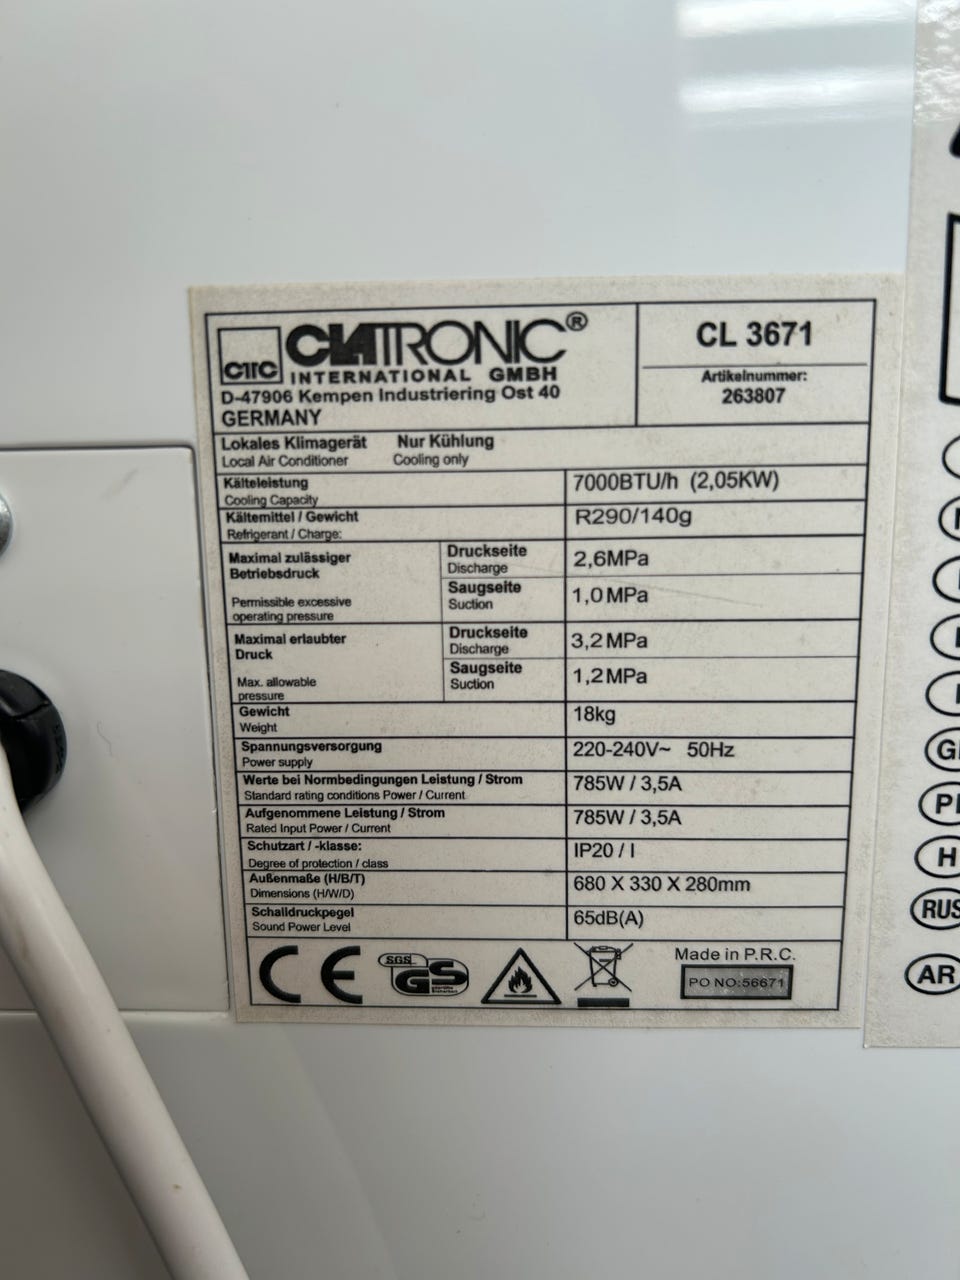 CTC CLATRONIC®
INTERNATIONAL GMBH
D-47906 Kempen Industriering Ost 40
GERMANY
CL 3671
Artikelnummer:
263807
Lokales Klimagerät Nur Kühlung
Local Air Conditioner Cooling only
Kälteleistung
Cooling Capacity
7000BTU/h (2,05KW)
Kältemittel / Gewicht
Refrigerant / Charge:
R290/140g
Maximal zulässiger
Betriebsdruck
Permissible excessive
operating pressure
Druckseite
Discharge
2,6MPa
Saugseite
Suction
1,0MPa
Maximal erlaubter
Druck
Max. allowable
pressure
Druckseite
Discharge
3,2MPa
Saugseite
Suction
1,2MPa
Gewicht
Weight
18kg
Spannungsversorgung
Power supply
220-240V~ 50Hz
Werte bei Normbedingungen Leistung / Strom
Standard rating conditions Power / Current
785W / 3,5A
Aufgenommene Leistung / Strom
Rated Input Power / Current
785W / 3,5A
Schutzart / -klasse:
Degree of protection / class
IP20 / I
Außenmaße (H/B/T)
Dimensions (H/W/D)
680 X 330 X 280mm
Schalldruckpegel
Sound Power Level
65dB(A)
CE
SGS
GS
Made in P.R.C.
PO NO:56671
H
RUS
AR